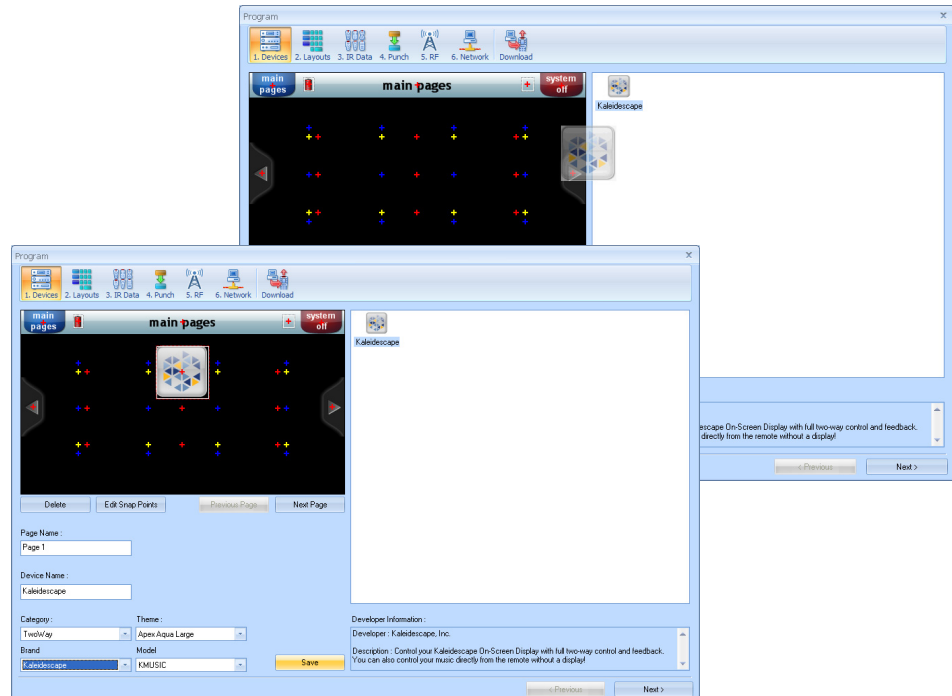 Program
x
1. Devices 2. Layouts 3. IR Data 4. Punch 5. RF 6. Network Download
main pages
main pages
system off
Kaleidescape
escape On-Screen Display with full two-way control and feedback.
directly from the remote without a display!
< Previous Next >
Program
x
1. Devices 2. Layouts 3. IR Data 4. Punch 5. RF 6. Network Download
main pages
main pages
system off
Kaleidescape
Delete Edit Snap Points Previous Page Next Page
Page Name :
Page 1
Device Name :
Kaleidescape
Category : Theme :
TwoWay Apex Aqua Large
Brand Model
Kaleidescape KMUSIC Save
Developer Information :
Developer : Kaleidescape, Inc.
Description : Control your Kaleidescape On-Screen Display with full two-way control and feedback.
You can also control your music directly from the remote without a display!
< Previous Next >